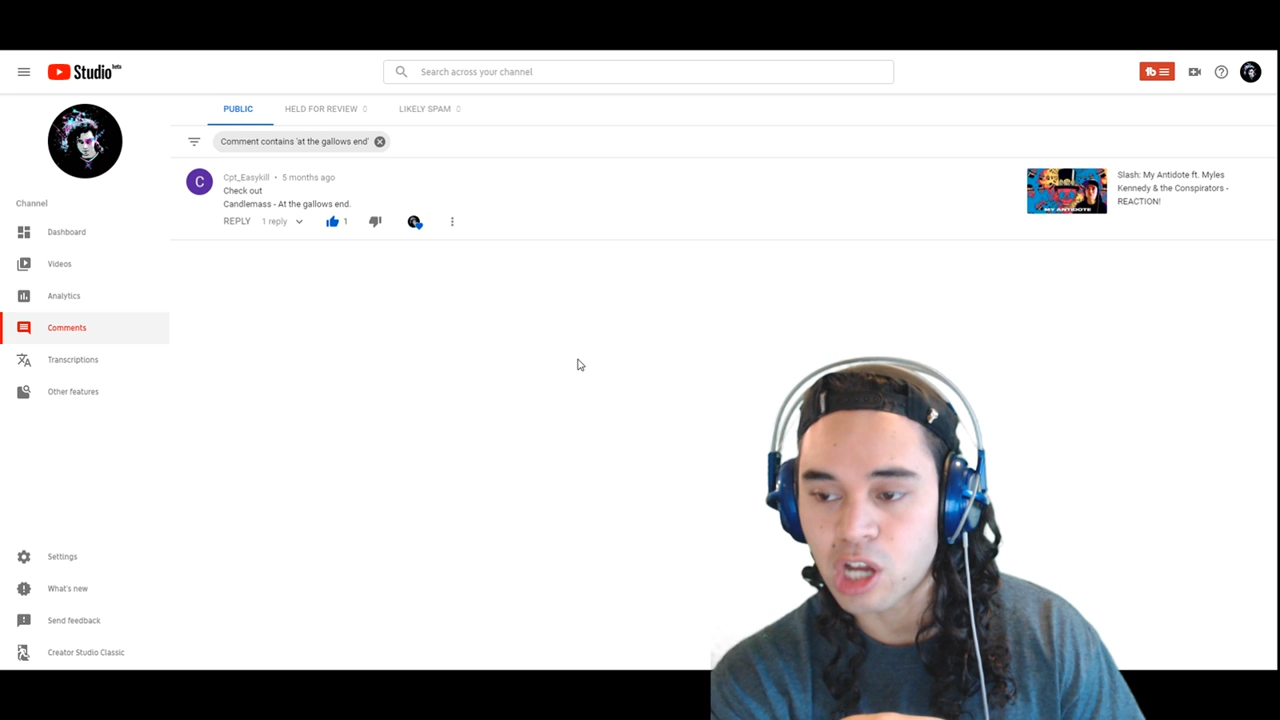 Studio beta
Search across your channel
PUBLIC
HELD FOR REVIEW 0
LIKELY SPAM 0
Comment contains 'at the gallows end'
C
Cpt_Easykill • 5 months ago
Check out
Candlemass - At the gallows end.
REPLY 1 reply 1
MY ANTIDOTE
Slash: My Antidote ft. Myles
Kennedy & the Conspirators -
REACTION!
Channel
Dashboard
Videos
Analytics
Comments
Transcriptions
Other features
Settings
What's new
Send feedback
Creator Studio Classic